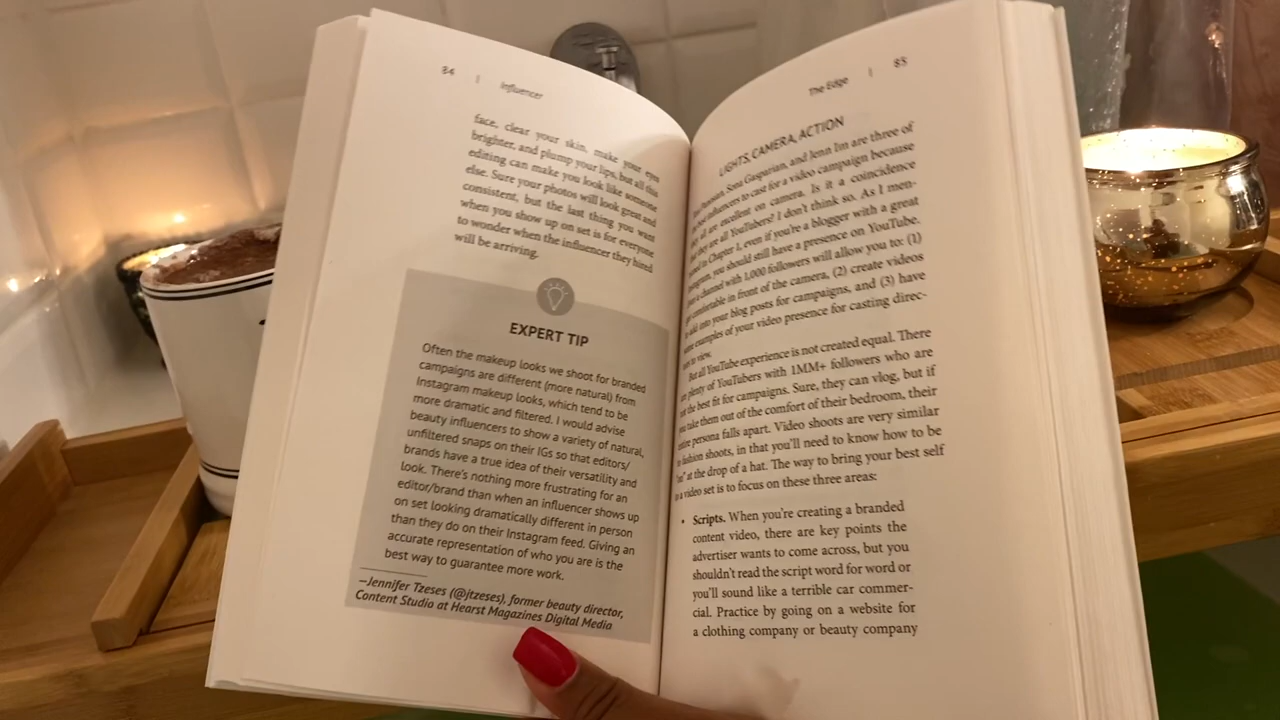 84 | Influencer
face, clear your skin, make your eyes
brighter, and plump your lips, but all this
editing can make you look like someone
else. Sure your photos will look great and
consistent, but the last thing you want
when you show up on set is for everyone
to wonder when the influencer they hired
will be arriving.
EXPERT TIP
Often the makeup looks we shoot for branded
campaigns are different (more natural) from
Instagram makeup looks, which tend to be
more dramatic and filtered. I would advise
beauty influencers to show a variety of natural,
unfiltered snaps on their IGs so that editors/
brands have a true idea of their versatility and
look. There's nothing more frustrating for an
editor/brand than when an influencer shows up
on set looking dramatically different in person
than they do on their Instagram feed. Giving an
accurate representation of who you are is the
best way to guarantee more work.
—Jennifer Tzeses (@jtzeses), former beauty director,
Content Studio at Hearst Magazines Digital Media
The Edge | 85
LIGHTS, CAMERA, ACTION
Sona Gasparian, and Jenn Im are three of
influencers to cast for a video campaign because
all are excellent on camera. Is it a coincidence
they are all YouTubers? I don't think so. As I men-
in Chapter 1, even if you're a blogger with a great
you should still have a presence on YouTube.
a channel with 1,000 followers will allow you to: (1)
comfortable in front of the camera, (2) create videos
add into your blog posts for campaigns, and (3) have
examples of your video presence for casting direc-
to view.
But all YouTube experience is not created equal. There
plenty of YouTubers with 1MM+ followers who are
the best fit for campaigns. Sure, they can vlog, but if
you take them out of the comfort of their bedroom, their
entire persona falls apart. Video shoots are very similar
to fashion shoots, in that you'll need to know how to be
"on" at the drop of a hat. The way to bring your best self
to a video set is to focus on these three areas:
• Scripts. When you're creating a branded
content video, there are key points the
advertiser wants to come across, but you
shouldn't read the script word for word or
you'll sound like a terrible car commer-
cial. Practice by going on a website for
a clothing company or beauty company